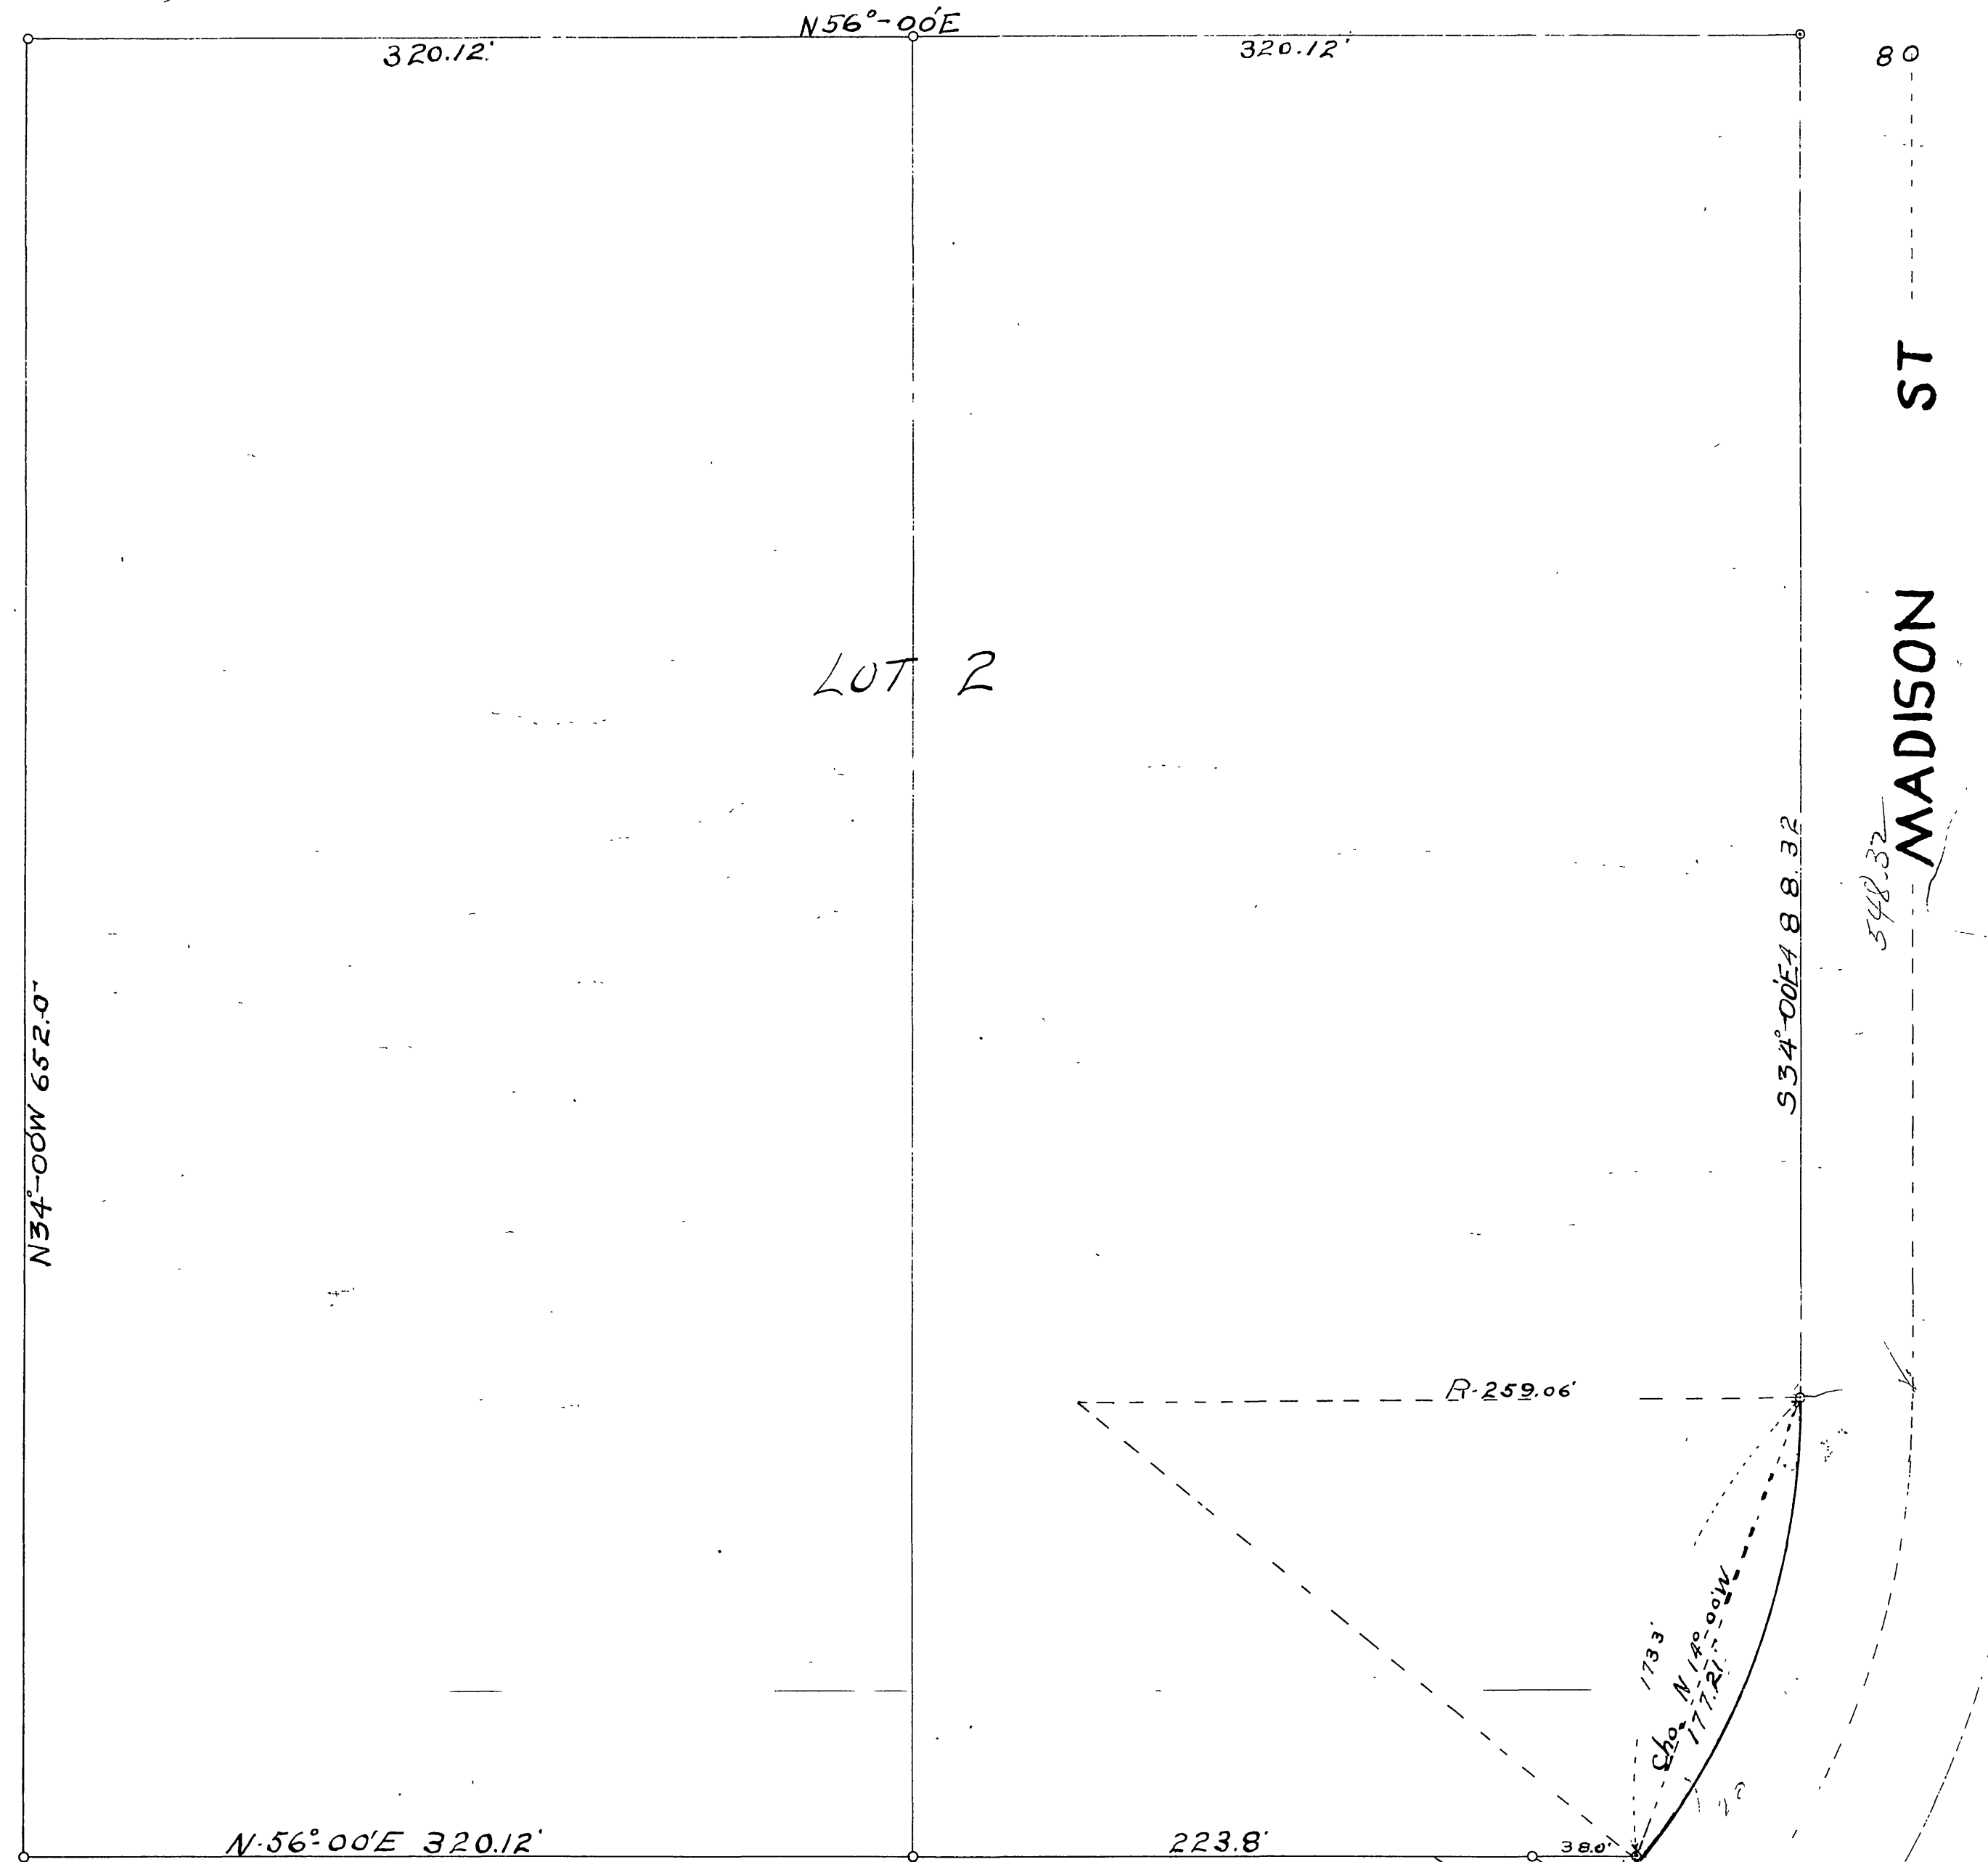 N56°-00'E
320.12'
320.12'
80
MADISON ST
LOT 2
548.32
S34°-00'E 488.32
N34°-00'W 652.0'
R-259.06'
173.3'
Cho. N 14°-00'W
177.21'
N-56°-00'E 320.12'
223.8'
38.0'